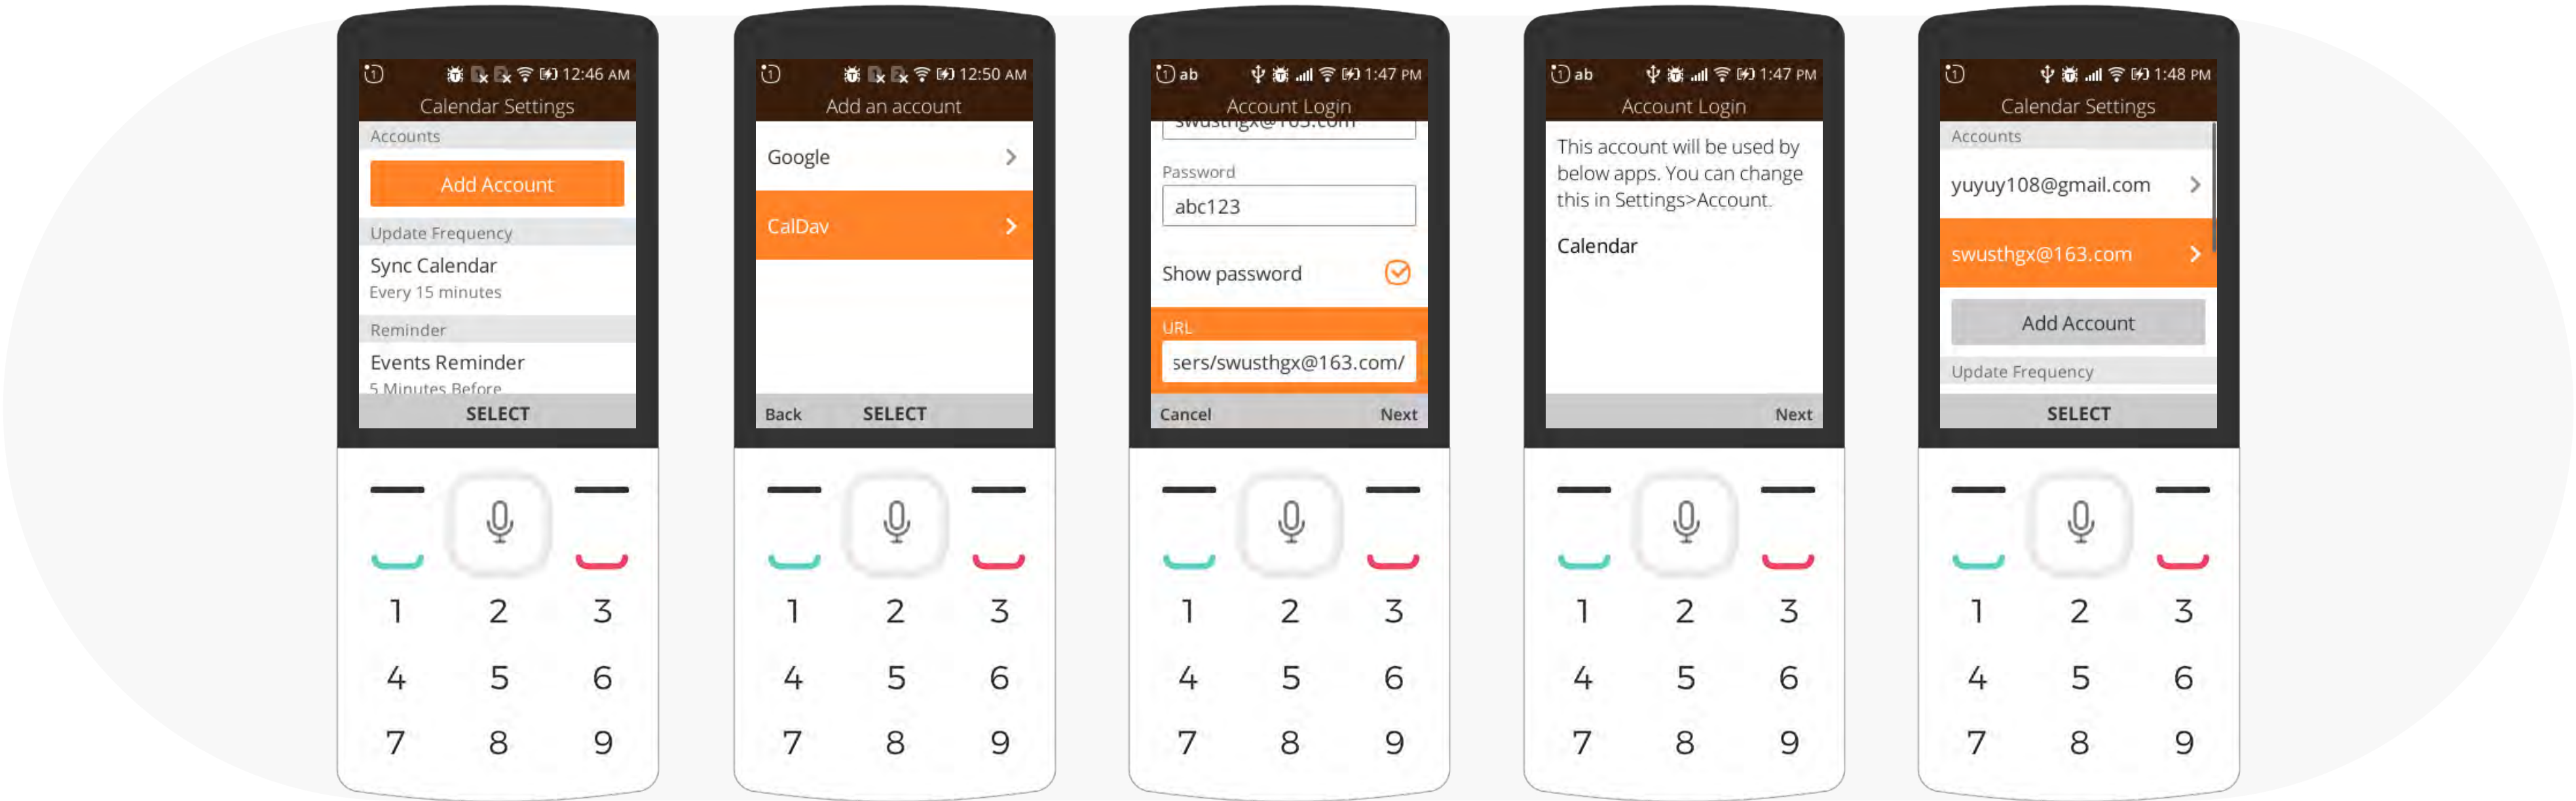 12:46 AM
Calendar Settings
Accounts
Add Account
Update Frequency
Sync Calendar
Every 15 minutes
Reminder
Events Reminder
5 Minutes Before
SELECT
1 2 3
4 5 6
7 8 9
12:50 AM
Add an account
Google
CalDav
Back SELECT
1 2 3
4 5 6
7 8 9
ab 1:47 PM
Account Login
swusthgx@163.com
Password
abc123
Show password
URL
sers/swusthgx@163.com/
Cancel Next
1 2 3
4 5 6
7 8 9
ab 1:47 PM
Account Login
This account will be used by
below apps. You can change
this in Settings>Account.
Calendar
Next
1 2 3
4 5 6
7 8 9
1:48 PM
Calendar Settings
Accounts
yuyuy108@gmail.com
swusthgx@163.com
Add Account
Update Frequency
SELECT
1 2 3
4 5 6
7 8 9